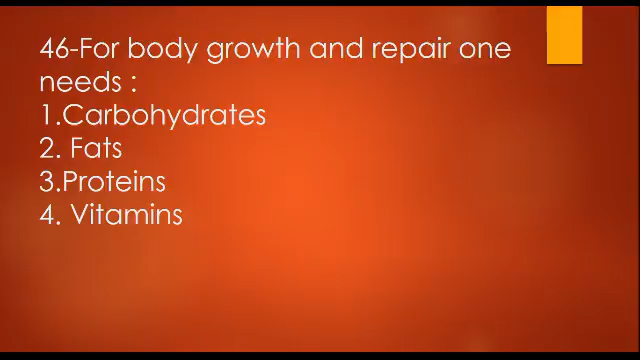 46-For body growth and repair one
needs :
1.Carbohydrates
2. Fats
3.Proteins
4. Vitamins